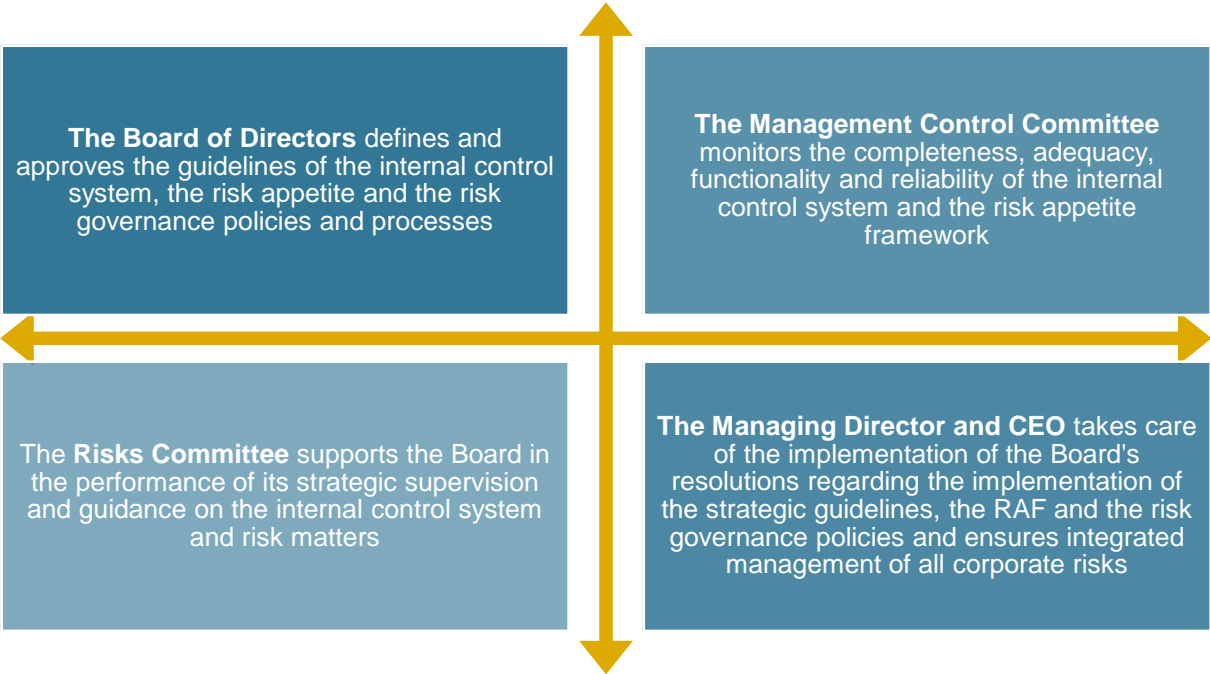 The Board of Directors defines and
approves the guidelines of the internal control
system, the risk appetite and the risk
governance policies and processes
The Management Control Committee
monitors the completeness, adequacy,
functionality and reliability of the internal
control system and the risk appetite
framework
The Risks Committee supports the Board in
the performance of its strategic supervision
and guidance on the internal control system
and risk matters
The Managing Director and CEO takes care
of the implementation of the Board's
resolutions regarding the implementation of
the strategic guidelines, the RAF and the risk
governance policies and ensures integrated
management of all corporate risks